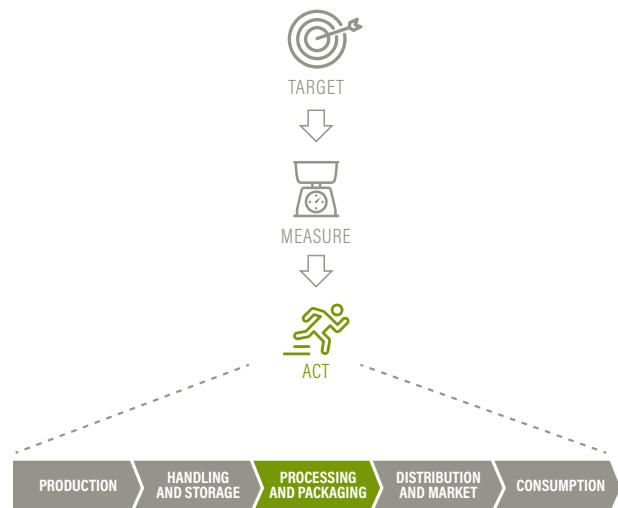 TARGET
MEASURE
ACT
PRODUCTION
HANDLING
AND STORAGE
PROCESSING
AND PACKAGING
DISTRIBUTION
AND MARKET
CONSUMPTION